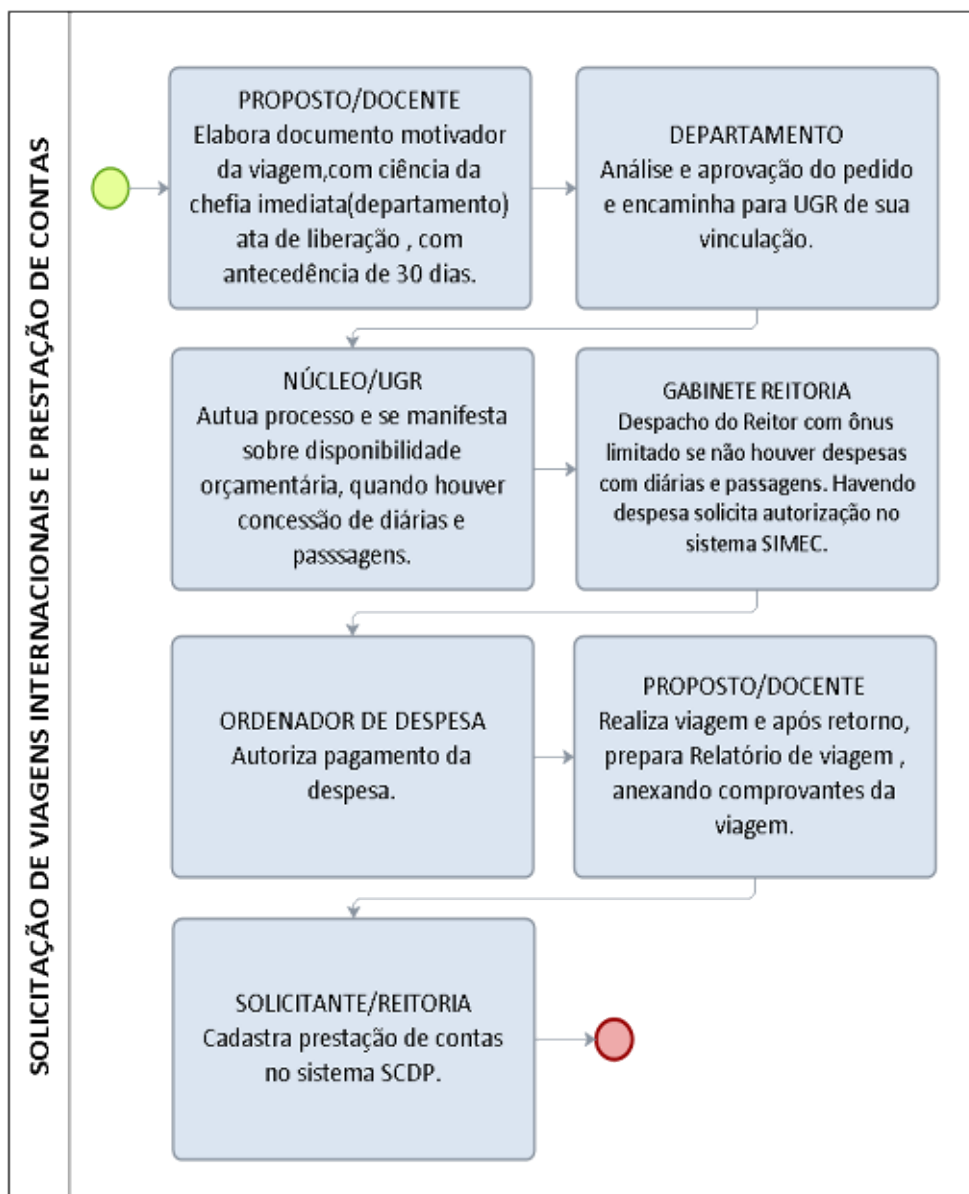 SOLICITAÇÃO DE VIAGENS INTERNACIONAIS E PRESTAÇÃO DE CONTAS
PROPOSTO/DOCENTE
Elabora documento motivador
da viagem,com ciência da
chefia imediata(departamento)
ata de liberação , com
antecedência de 30 dias.
DEPARTAMENTO
Análise e aprovação do pedido
e encaminha para UGR de sua
vinculação.
NÚCLEO/UGR
Autua processo e se manifesta
sobre disponibilidade
orçamentária, quando houver
concessão de diárias e
passsagens.
GABINETE REITORIA
Despacho do Reitor com ônus
limitado se não houver despesas
com diárias e passagens. Havendo
despesa solicita autorização no
sistema SIMEC.
ORDENADOR DE DESPESA
Autoriza pagamento da
despesa.
PROPOSTO/DOCENTE
Realiza viagem e após retorno,
prepara Relatório de viagem ,
anexando comprovantes da
viagem.
SOLICITANTE/REITORIA
Cadastra prestação de contas
no sistema SCDP.